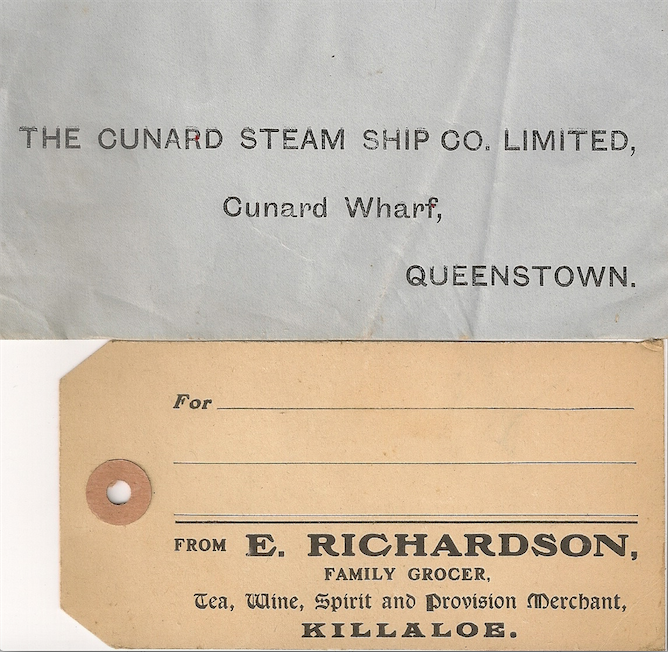 THE CUNARD STEAM SHIP CO. LIMITED,
Cunard Wharf,
QUEENSTOWN.
For
FROM E. RICHARDSON,
FAMILY GROCER,
Tea, Wine, Spirit and Provision Merchant,
KILLALOE.